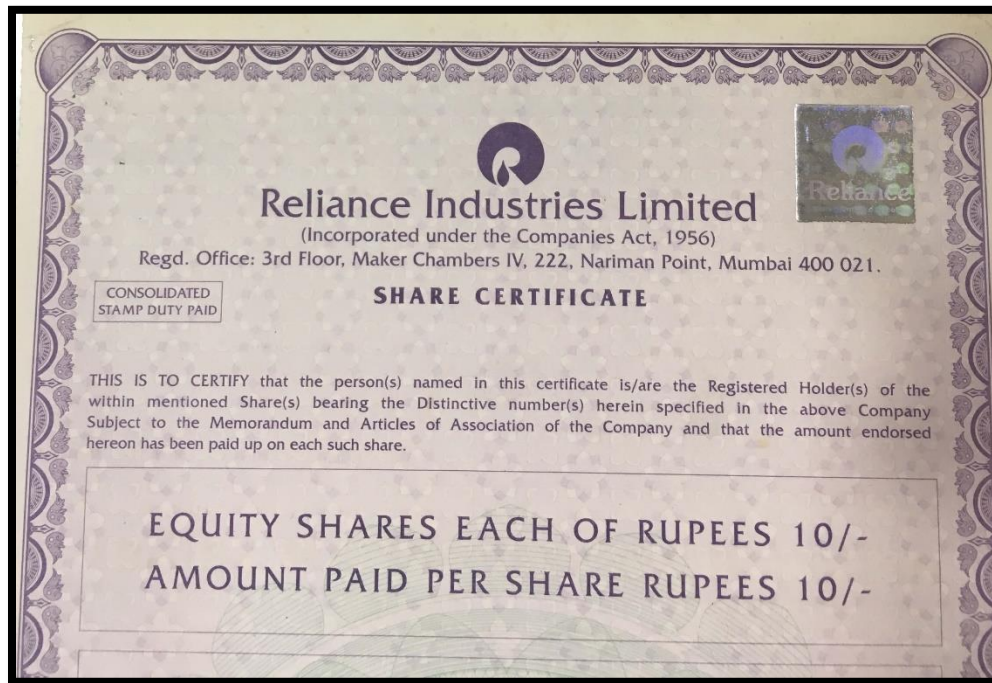 Reliance
Reliance Industries Limited
(Incorporated under the Companies Act, 1956)
Regd. Office: 3rd Floor, Maker Chambers IV, 222, Nariman Point, Mumbai 400 021.
CONSOLIDATED
STAMP DUTY PAID
SHARE CERTIFICATE
THIS IS TO CERTIFY that the person(s) named in this certificate is/are the Registered Holder(s) of the
within mentioned Share(s) bearing the Distinctive number(s) herein specified in the above Company
Subject to the Memorandum and Articles of Association of the Company and that the amount endorsed
hereon has been paid up on each such share.
EQUITY SHARES EACH OF RUPEES 10/-
AMOUNT PAID PER SHARE RUPEES 10/-